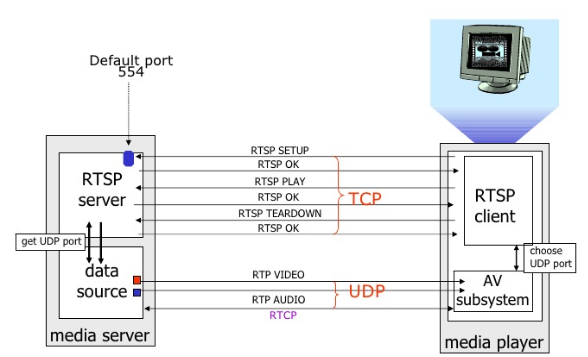 Default port
554
RTSP
server
get UDP port
data
source
media server
RTSP SETUP
RTSP OK
RTSP PLAY
RTSP OK
RTSP TEARDOWN
RTSP OK
TCP
RTP VIDEO
RTP AUDIO
UDP
RTCP
RTSP
client
choose
UDP port
AV
subsystem
media player